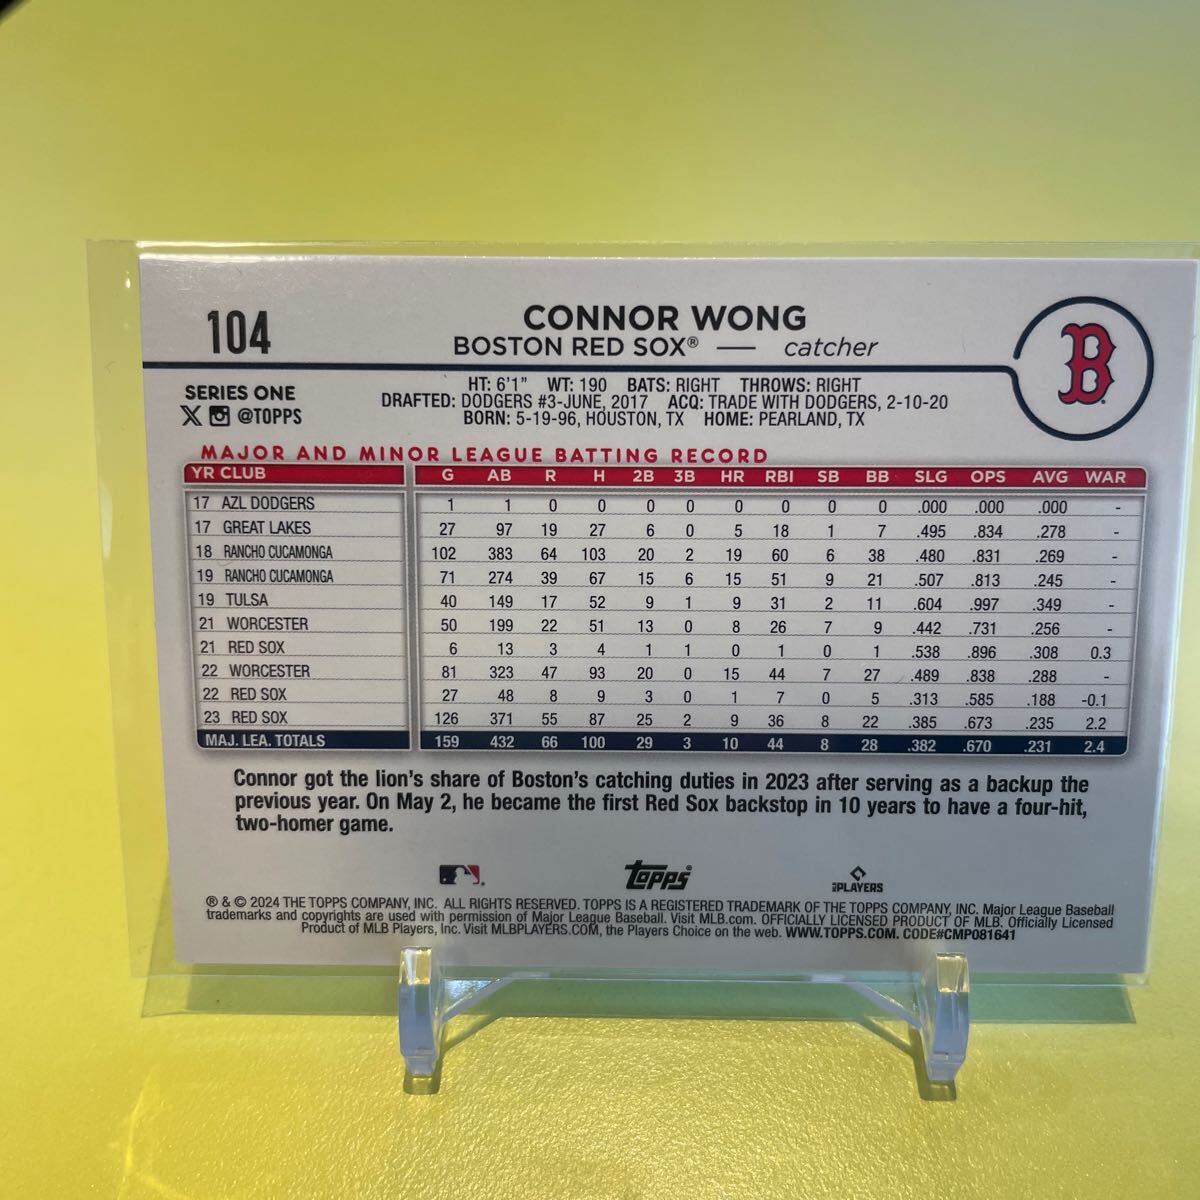 104
CONNOR WONG
BOSTON RED SOX® — catcher
B
SERIES ONE
@TOPPS
HT: 6'1" WT: 190 BATS: RIGHT THROWS: RIGHT
DRAFTED: DODGERS #3-JUNE, 2017 ACQ: TRADE WITH DODGERS, 2-10-20
BORN: 5-19-96, HOUSTON, TX HOME: PEARLAND, TX
MAJOR AND MINOR LEAGUE BATTING RECORD
YR CLUB G AB R H 2B 3B HR RBI SB BB SLG OPS AVG WAR
17 AZL DODGERS 1 1 0 0 0 0 0 0 0 0 .000 .000 .000 -
17 GREAT LAKES 27 97 19 27 6 0 5 18 1 7 .495 .834 .278 -
18 RANCHO CUCAMONGA 102 383 64 103 20 2 19 60 6 38 .480 .831 .269 -
19 RANCHO CUCAMONGA 71 274 39 67 15 6 15 51 9 21 .507 .813 .245 -
19 TULSA 40 149 17 52 9 1 9 31 2 11 .604 .997 .349 -
21 WORCESTER 50 199 22 51 13 0 8 26 7 9 .442 .731 .256 -
21 RED SOX 6 13 3 4 1 1 0 1 0 1 .538 .896 .308 0.3
22 WORCESTER 81 323 47 93 20 0 15 44 7 27 .489 .838 .288 -
22 RED SOX 27 48 8 9 3 0 1 7 0 5 .313 .585 .188 -0.1
23 RED SOX 126 371 55 87 25 2 9 36 8 22 .385 .673 .235 2.2
MAJ. LEA. TOTALS 159 432 66 100 29 3 10 44 8 28 .382 .670 .231 2.4
Connor got the lion's share of Boston's catching duties in 2023 after serving as a backup the
previous year. On May 2, he became the first Red Sox backstop in 10 years to have a four-hit,
two-homer game.
Topps®
MLB PLAYERS
® & © 2024 THE TOPPS COMPANY, INC. ALL RIGHTS RESERVED. TOPPS IS A REGISTERED TRADEMARK OF THE TOPPS COMPANY, INC. Major League Baseball
trademarks and copyrights are used with permission of Major League Baseball. Visit MLB.com. OFFICIALLY LICENSED PRODUCT OF MLB. Officially Licensed
Product of MLB Players, Inc. Visit MLBPLAYERS.COM, the Players Choice on the web. WWW.TOPPS.COM. CODE#CMP081641